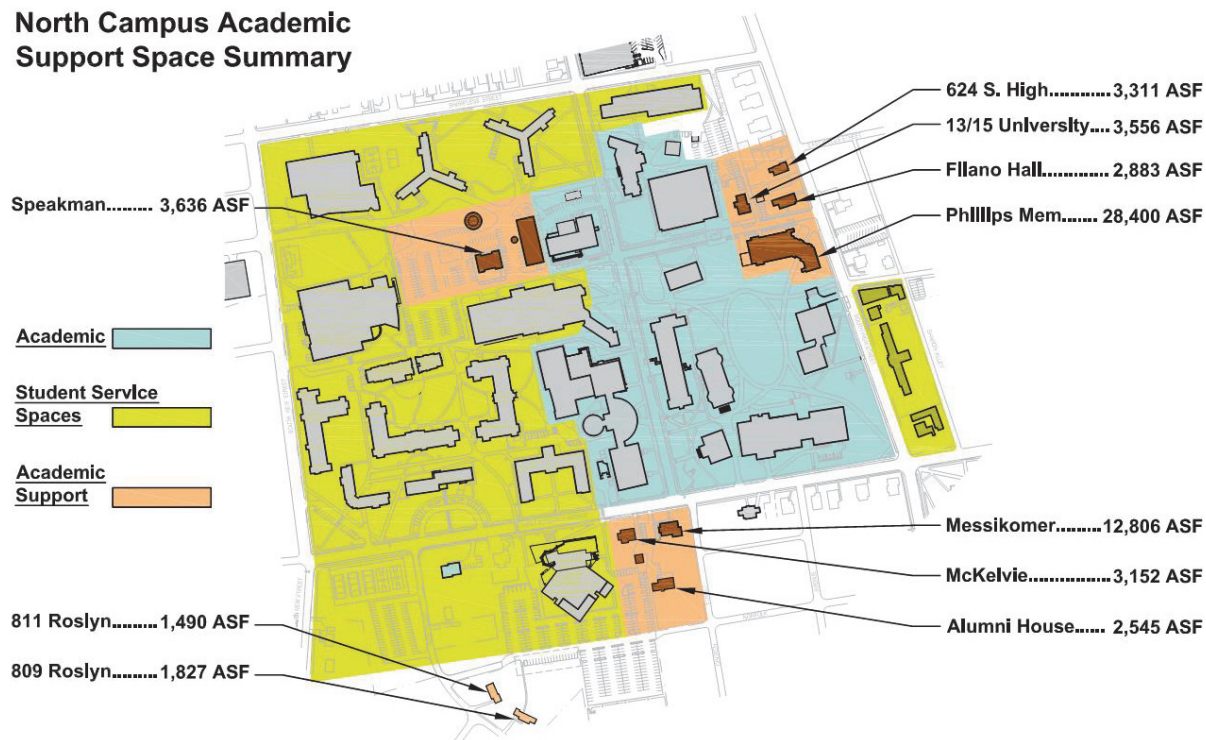 North Campus Academic
Support Space Summary
624 S. High............3,311 ASF
13/15 University....3,556 ASF
Filano Hall............ 2,883 ASF
Phillips Mem...... 28,400 ASF
Speakman......... 3,636 ASF
Academic
Student Service
Spaces
Academic
Support
Messikomer........12,806 ASF
McKelvie..............3,152 ASF
Alumni House..... 2,545 ASF
811 Roslyn.........1,490 ASF
809 Roslyn.........1,827 ASF